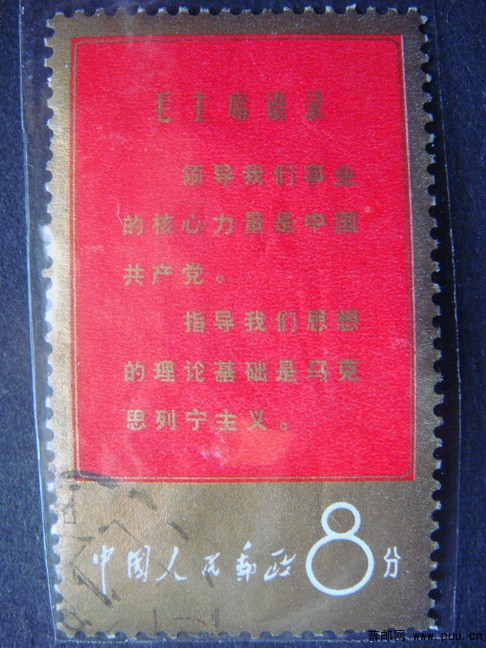 毛主席语录
领导我们事业
的核心力量是中国
共产党。
指导我们思想
的理论基础是马克
思列宁主义。
中国人民邮政 8分
普邮网 www.puu.cn